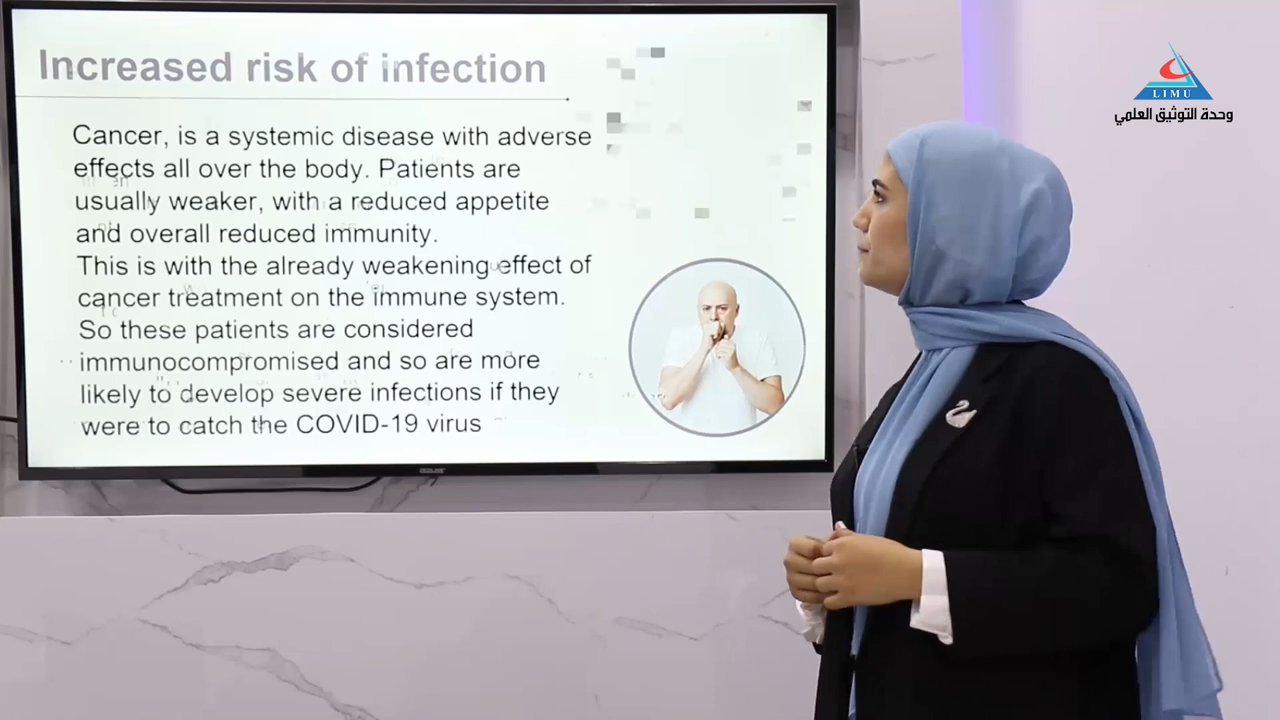 Increased risk of infection
Cancer, is a systemic disease with adverse
effects all over the body. Patients are
usually weaker, with a reduced appetite
and overall reduced immunity.
This is with the already weakening effect of
cancer treatment on the immune system.
So these patients are considered
immunocompromised and so are more
likely to develop severe infections if they
were to catch the COVID-19 virus
LIMU
وحدة التوثيق العلمي